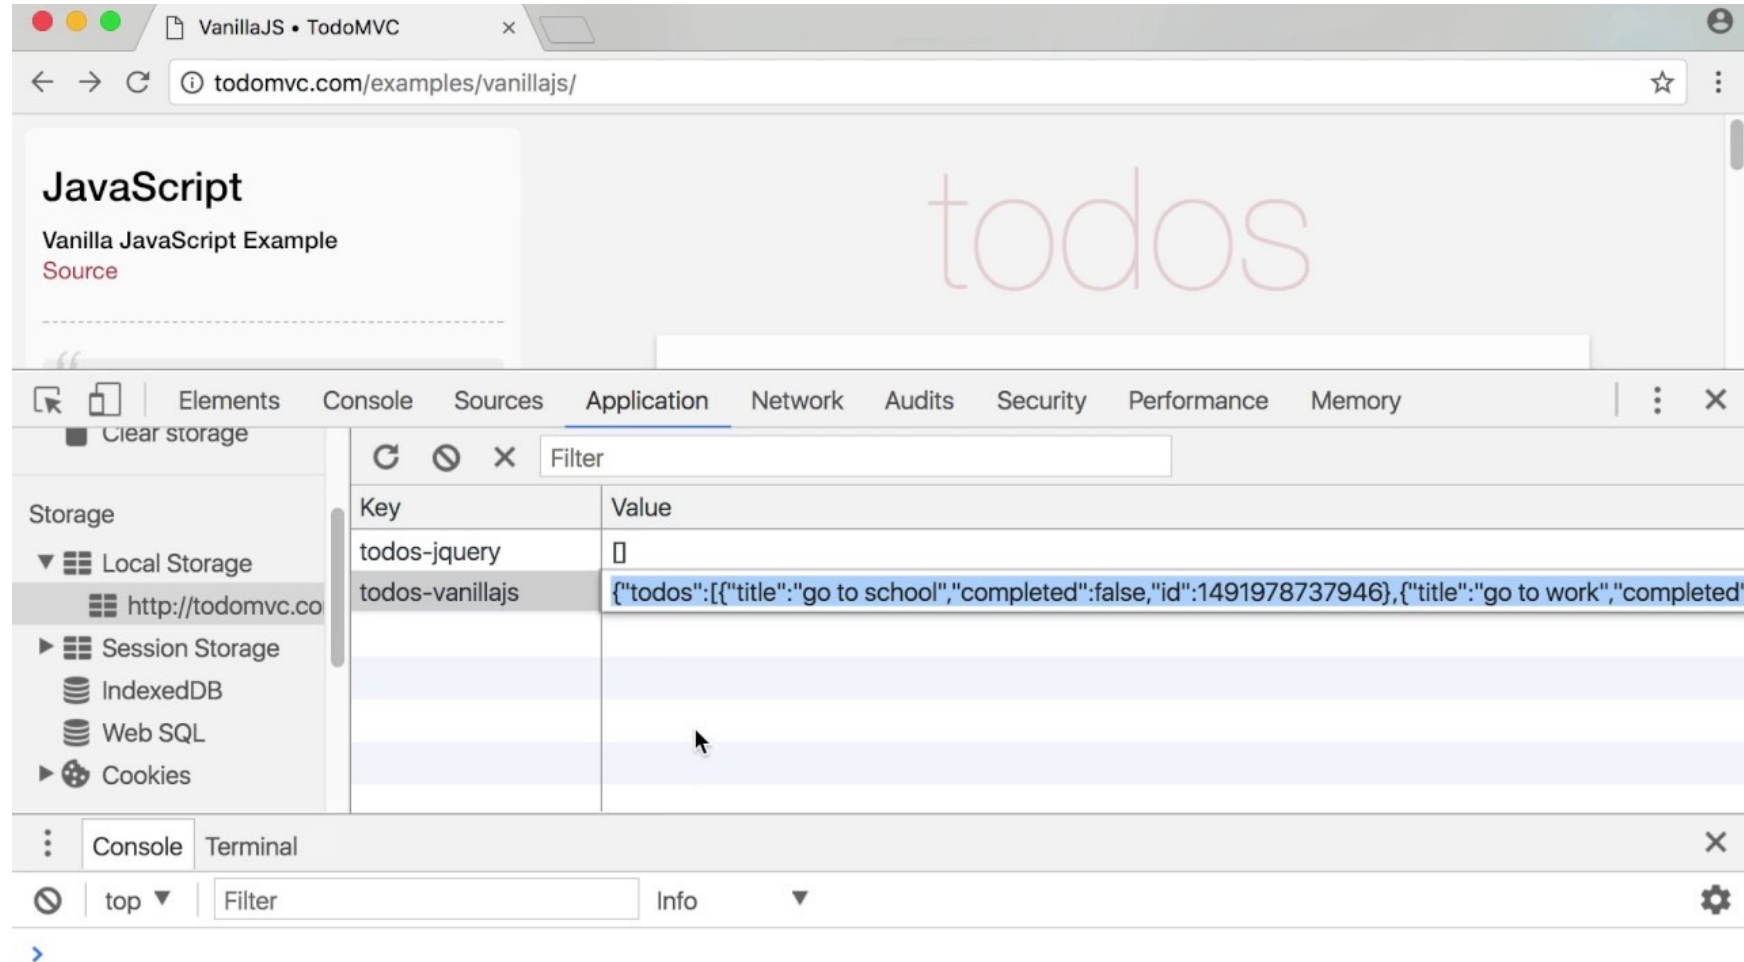 VanillaJS • TodoMVC
todomvc.com/examples/vanillajs/
JavaScript
Vanilla JavaScript Example
Source
todos
Elements Console Sources Application Network Audits Security Performance Memory
Clear storage
Filter
Storage
Key Value
Local Storage
todos-jquery []
http://todomvc.co
todos-vanillajs {"todos":[{"title":"go to school","completed":false,"id":1491978737946},{"title":"go to work","completed"
Session Storage
IndexedDB
Web SQL
Cookies
Console Terminal
top Filter Info